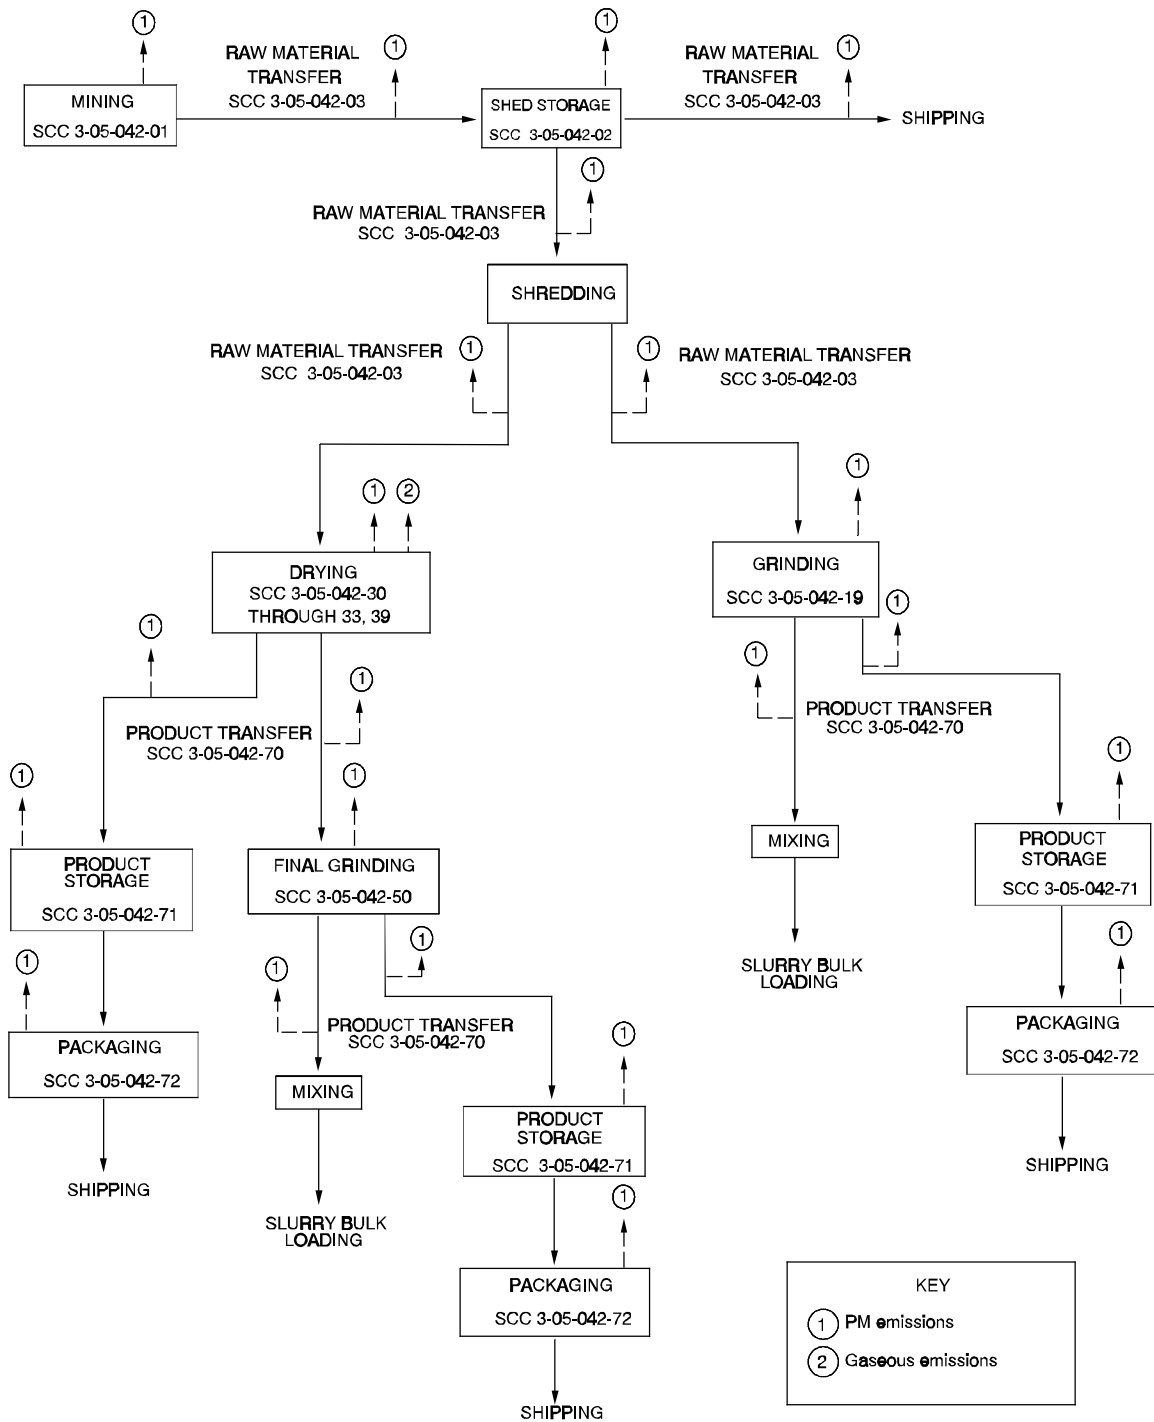 1
1
1
1
RAW MATERIAL
TRANSFER
SCC 3-05-042-03
RAW MATERIAL
TRANSFER
SCC 3-05-042-03
MINING
SCC 3-05-042-01
SHED STORAGE
SCC 3-05-042-02
SHIPPING
1
RAW MATERIAL TRANSFER
SCC 3-05-042-03
SHREDDING
RAW MATERIAL TRANSFER
SCC 3-05-042-03
1
1
RAW MATERIAL TRANSFER
SCC 3-05-042-03
1
2
1
DRYING
SCC 3-05-042-30
THROUGH 33, 39
GRINDING
SCC 3-05-042-19
1
1
1
1
PRODUCT TRANSFER
SCC 3-05-042-70
PRODUCT TRANSFER
SCC 3-05-042-70
1
1
1
PRODUCT
STORAGE
SCC 3-05-042-71
FINAL GRINDING
SCC 3-05-042-50
MIXING
PRODUCT
STORAGE
SCC 3-05-042-71
1
1
1
1
SLURRY BULK
LOADING
PRODUCT TRANSFER
SCC 3-05-042-70
PACKAGING
SCC 3-05-042-72
PACKAGING
SCC 3-05-042-72
1
MIXING
PRODUCT
STORAGE
SCC 3-05-042-71
SHIPPING
SHIPPING
1
SLURRY BULK
LOADING
PACKAGING
SCC 3-05-042-72
SHIPPING
KEY
1 PM emissions
2 Gaseous emissions